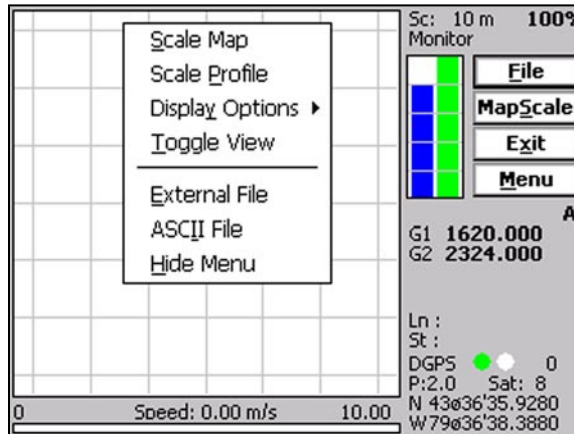 Scale Map
Scale Profile
Display Options
Toggle View
External File
ASCII File
Hide Menu
0 Speed: 0.00 m/s 10.00
Sc: 10 m 100%
Monitor
File
MapScale
Exit
Menu
A
G1 1620.000
G2 2324.000
Ln :
St :
DGPS 0
P:2.0 Sat: 8
N 43ø36'35.9280
W79ø36'38.3880